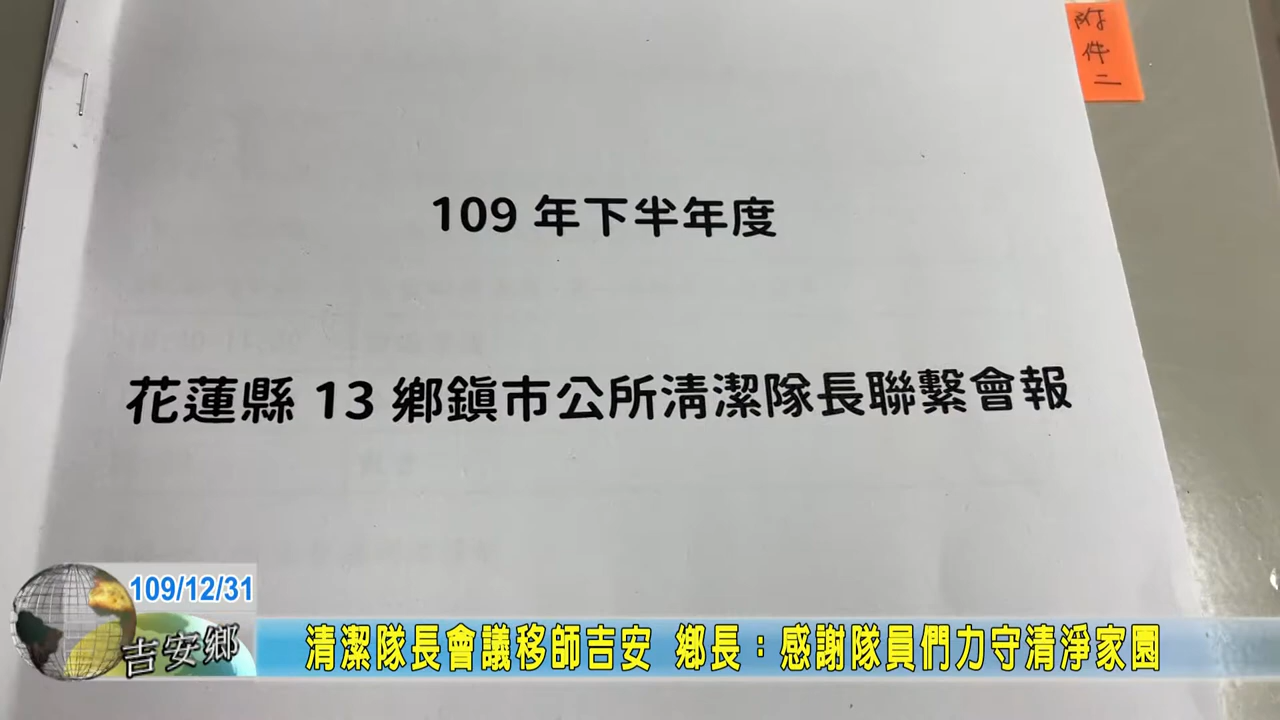 附件二
109 年下半年度
花蓮縣 13 鄉鎮市公所清潔隊長聯繫會報
109/12/31
吉安鄉
清潔隊長會議移師吉安 鄉長：感謝隊員們力守清淨家園